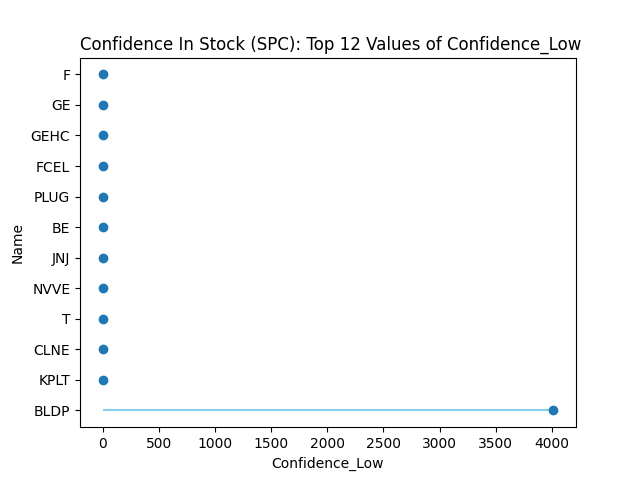 Confidence In Stock (SPC): Top 12 Values of Confidence_Low
F
GE
GEHC
FCEL
PLUG
BE
JNJ
NVVE
T
CLNE
KPLT
BLDP
Name
0 500 1000 1500 2000 2500 3000 3500 4000
Confidence_Low